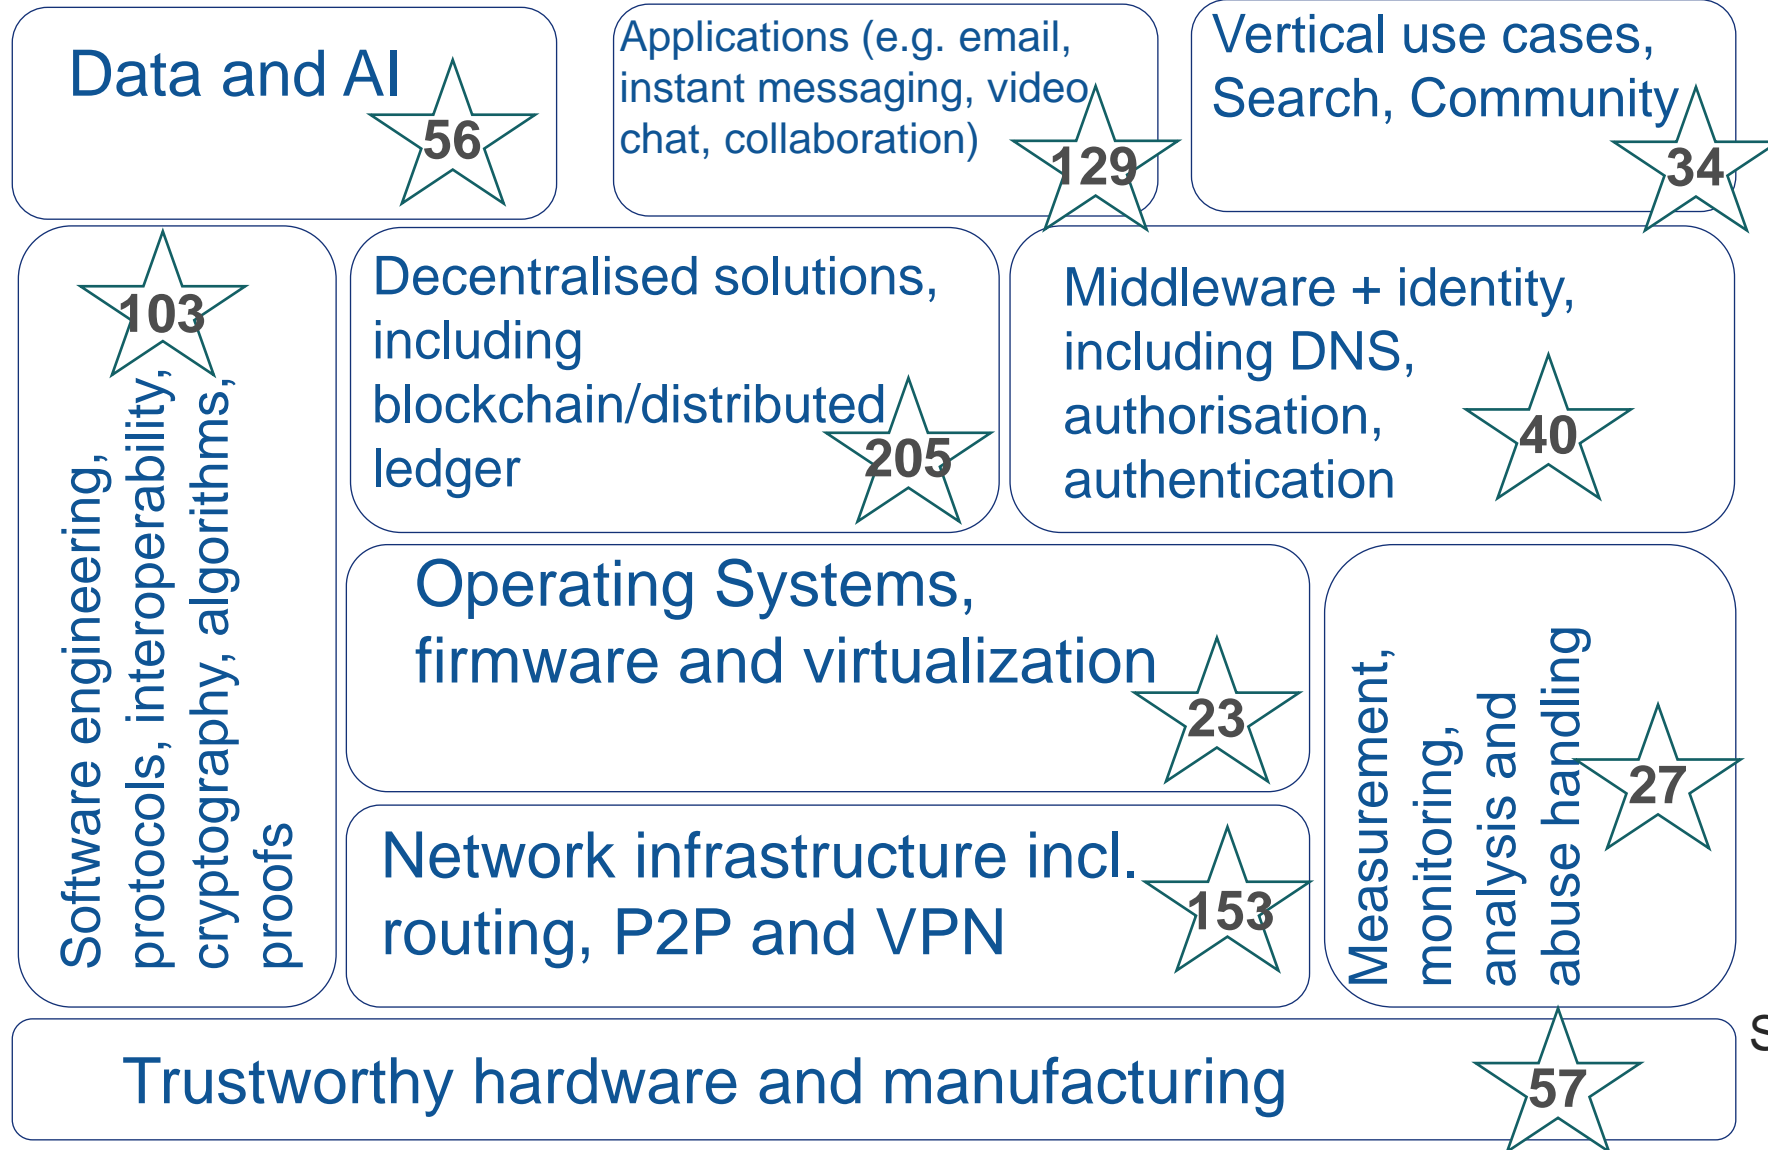 Data and AI
56
Applications (e.g. email,
instant messaging, video
chat, collaboration)
129
Vertical use cases,
Search, Community
34
103
Software engineering,
protocols, interoperability,
cryptography, algorithms,
proofs
Decentralised solutions,
including
blockchain/distributed
ledger
205
Middleware + identity,
including DNS,
authorisation,
authentication
40
Operating Systems,
firmware and virtualization
23
Measurement,
monitoring,
analysis and
abuse handling
27
Network infrastructure incl.
routing, P2P and VPN
153
Trustworthy hardware and manufacturing
57